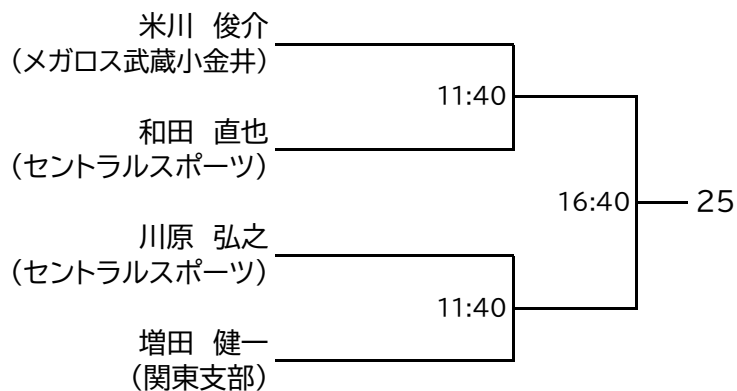 米川　俊介
（メガロス武蔵小金井）
11:40
和田　直也
（セントラルスポーツ）
16:40
25
川原　弘之
（セントラルスポーツ）
11:40
増田　健一
（関東支部）